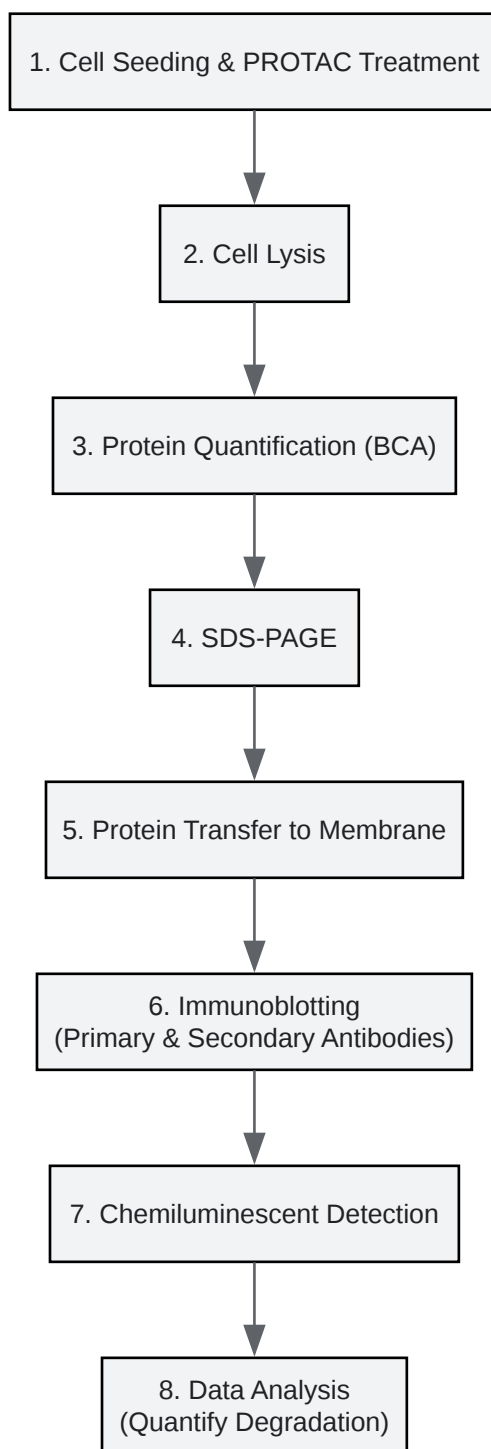 1. Cell Seeding & PROTAC Treatment
2. Cell Lysis
3. Protein Quantification (BCA)
4. SDS-PAGE
5. Protein Transfer to Membrane
6. Immunoblotting
(Primary & Secondary Antibodies)
7. Chemiluminescent Detection
8. Data Analysis
(Quantify Degradation)